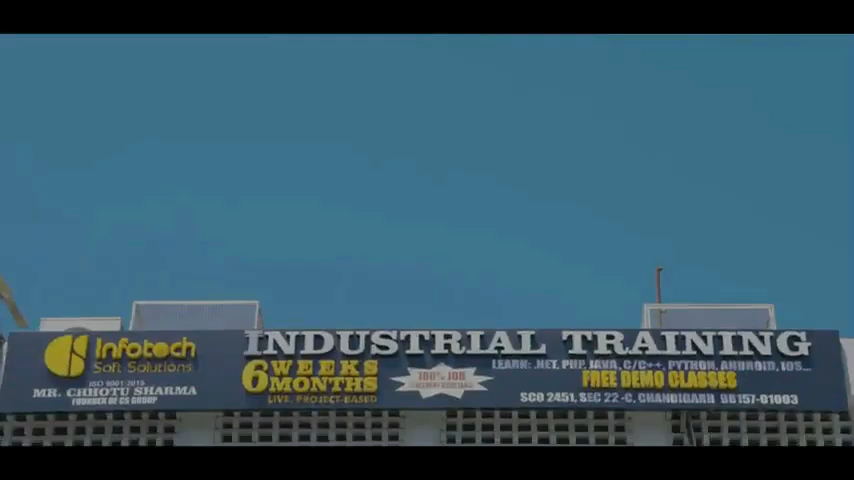 Infotech
Soft Solutions
ISO 9001-2015
MR. CHHOTU SHARMA
FOUNDER OF CS GROUP
INDUSTRIAL TRAINING
6 WEEKS
MONTHS
LIVE, PROJECT-BASED
100% JOB
LEARN: .NET, PHP, JAVA, C/C++, PYTHON, ANDROID, IOS...
FREE DEMO CLASSES
SCO 2451, SEC 22-C, CHANDIGARH 98157-01003